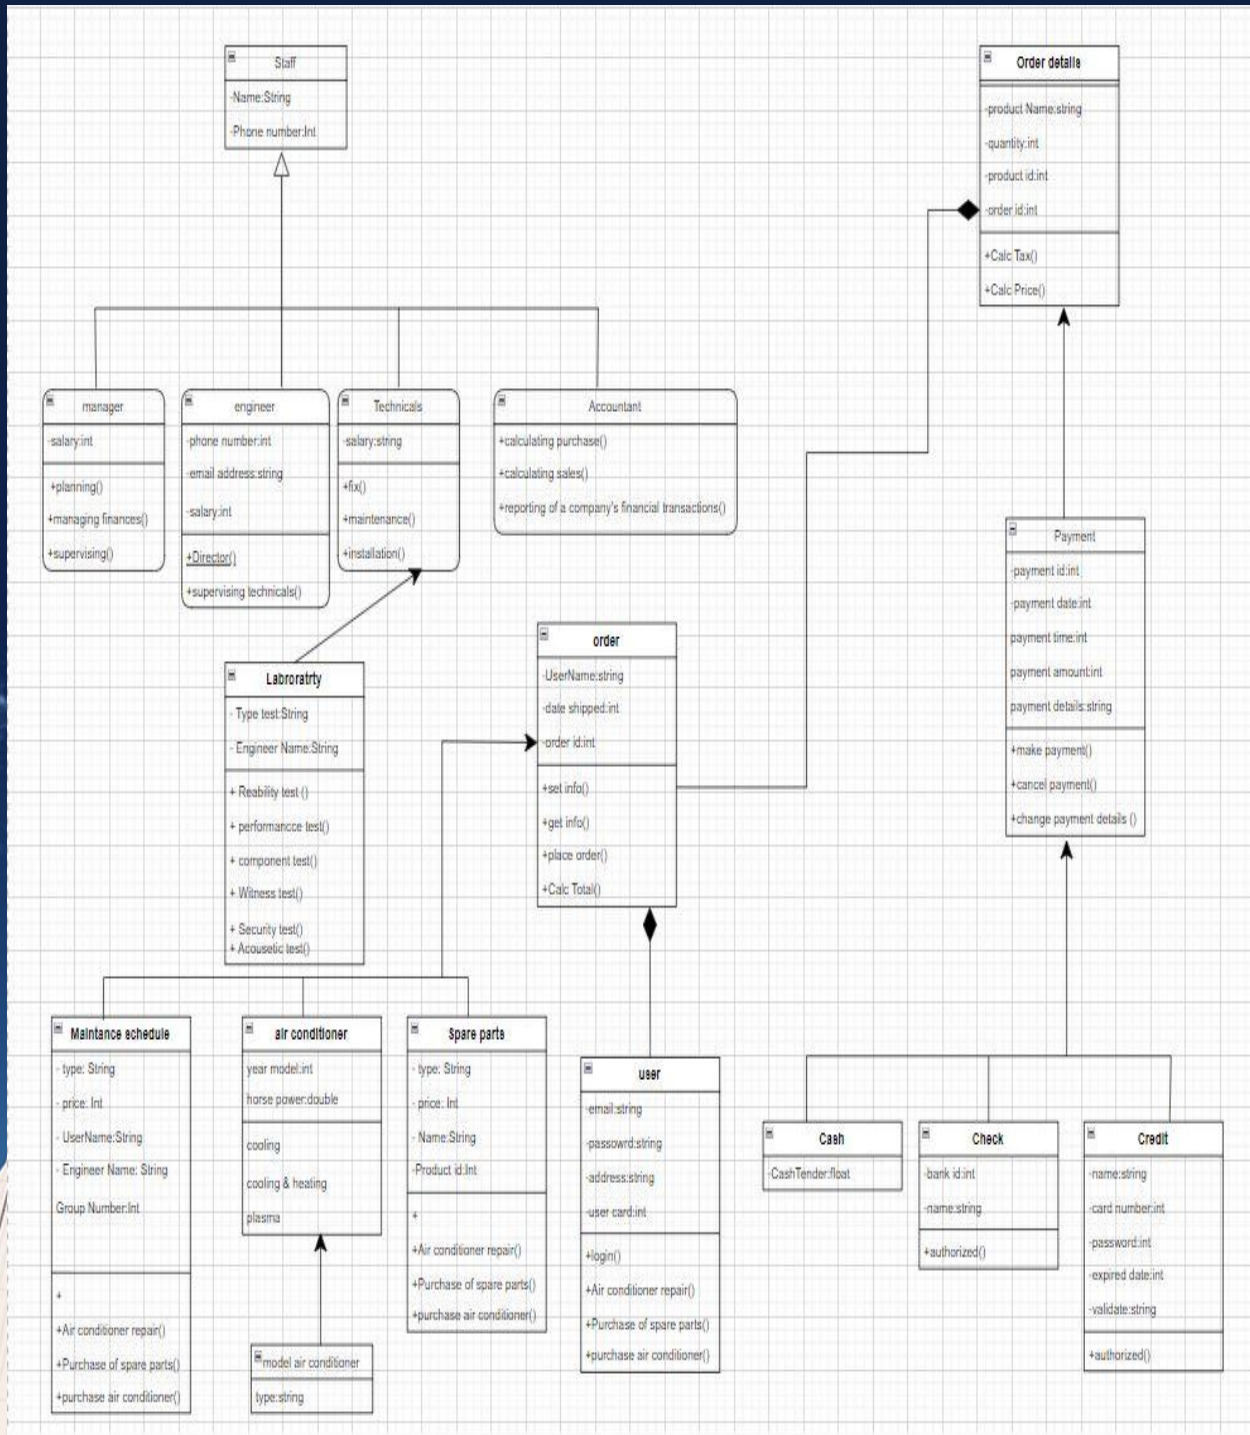 Staff
-Name:String
-Phone number:Int
Order details
-product Name:string
-quantity:int
-product id:int
-order id:int
+Calc Tax()
+Calc Price()
manager
-salary:int
+planning()
+managing finances()
+supervising()
engineer
-phone number:int
-email address:string
-salary:int
+Director()
+supervising technicals()
Technicals
-salary:string
+fix()
+maintenance()
+installation()
Accountant
+calculating purchase()
+calculating sales()
+reporting of a company's financial transactions()
Payment
-payment id:int
-payment date:int
payment time:int
payment amount:int
payment details:string
+make payment()
+cancel payment()
+change payment details ()
order
-UserName:string
-date shipped:int
-order id:int
+set info()
+get info()
+place order()
+Calc Total()
Labroratrty
- Type test:String
- Engineer Name:String
+ Reability test ()
+ performancce test()
+ component test()
+ Witness test()
+ Security test()
+ Acousetic test()
Maintance schedule
- type: String
- price: Int
- UserName:String
- Engineer Name: String
Group Number:Int
+
+Air conditioner repair()
+Purchase of spare parts()
+purchase air conditioner()
air conditioner
year model:int
horse power:double
cooling
cooling & heating
plasma
Spare parts
- type: String
- price: Int
- Name:String
-Product id:Int
+
+Air conditioner repair()
+Purchase of spare parts()
+purchase air conditioner()
user
-email:string
-passowrd:string
-address:string
-user card:int
+login()
+Air conditioner repair()
+Purchase of spare parts()
+purchase air conditioner()
Cash
-CashTender:float
Check
-bank id:int
-name:string
+authorized()
Credit
-name:string
-card number:int
-password:int
-expired date:int
-validate:string
+authorized()
model air conditioner
type:string